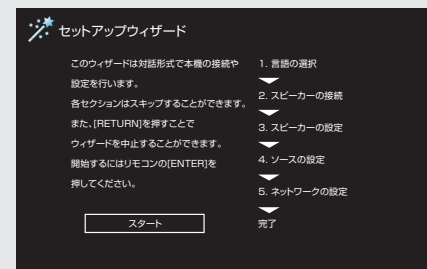 セットアップウィザード
このウィザードは対話形式で本機の接続や
設定を行います。
各セクションはスキップすることができます。
また、[RETURN]を押すことで
ウィザードを中止することができます。
開始するにはリモコンの[ENTER]を
押してください。
スタート
1. 言語の選択
2. スピーカーの接続
3. スピーカーの設定
4. ソースの設定
5. ネットワークの設定
完了